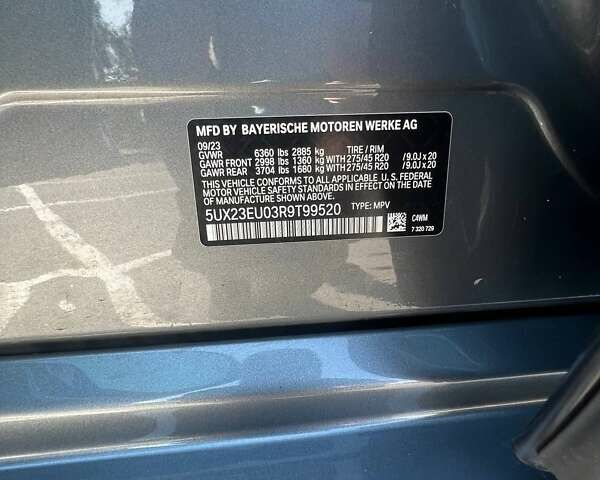 MFD BY BAYERISCHE MOTOREN WERKE AG
09/23
GVWR 6360 lbs 2885 kg TIRE / RIM
GAWR FRONT 2998 lbs 1360 kg WITH 275/45 R20 /9.0J x 20
GAWR REAR 3704 lbs 1680 kg WITH 275/45 R20 /9.0J x 20
THIS VEHICLE CONFORMS TO ALL APPLICABLE U.S. FEDERAL
MOTOR VEHICLE SAFETY STANDARDS IN EFFECT ON THE DATE
OF MANUFACTURE SHOWN ABOVE.
5UX23EU03R9T99520 TYPE: MPV
C4WM
7 320 729